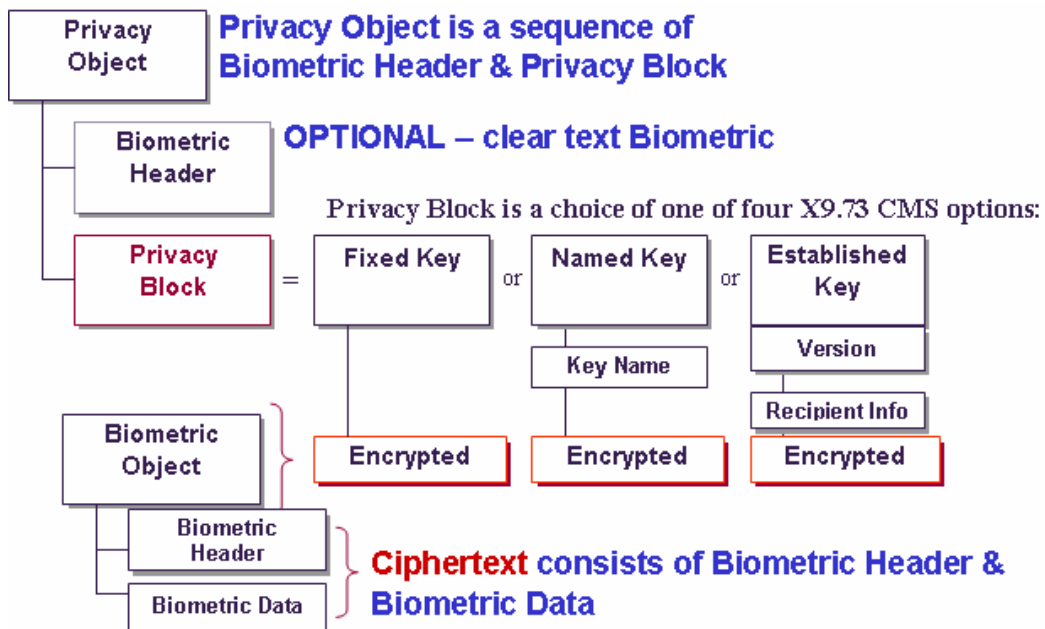 Privacy
Object
Privacy Object is a sequence of
Biometric Header & Privacy Block
Biometric
Header
OPTIONAL – clear text Biometric
Privacy Block is a choice of one of four X9.73 CMS options:
Privacy
Block
=
Fixed Key
or
Named Key
or
Established
Key
Key Name
Version
Recipient Info
Biometric
Object
Encrypted
Encrypted
Encrypted
Biometric
Header
Biometric Data
Ciphertext consists of Biometric Header &
Biometric Data